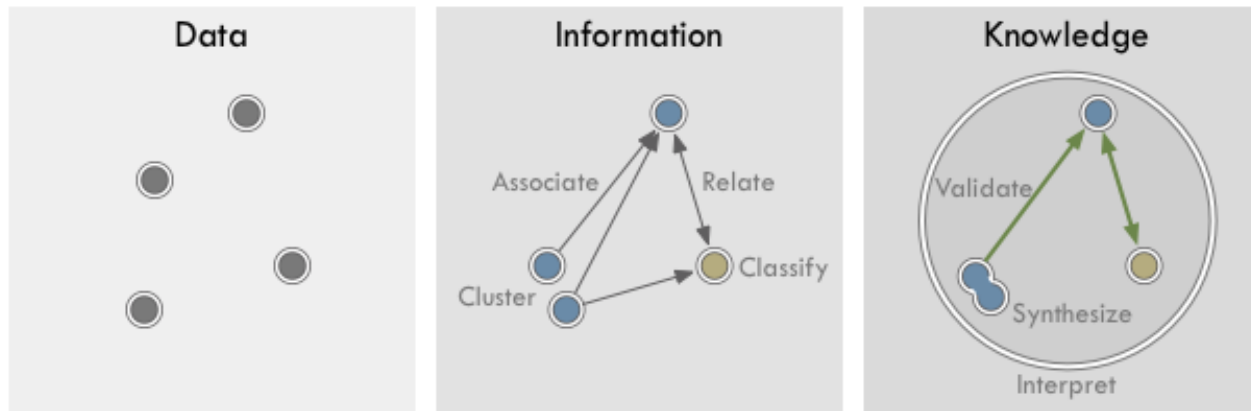 Data
Information
Associate
Relate
Classify
Cluster
Knowledge
Validate
Synthesize
Interpret